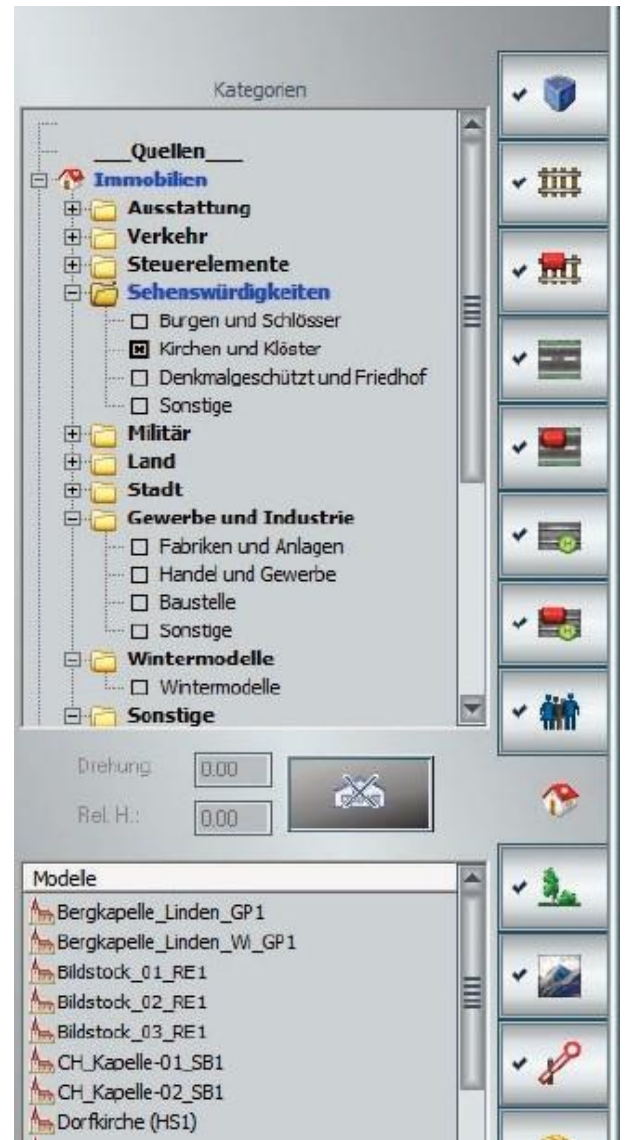 Kategorien
___Quellen___
Immobilien
Ausstattung
Verkehr
Steuerelemente
Sehenswürdigkeiten
Burgen und Schlösser
Kirchen und Klöster
Denkmalgeschützt und Friedhof
Sonstige
Militär
Land
Stadt
Gewerbe und Industrie
Fabriken und Anlagen
Handel und Gewerbe
Baustelle
Sonstige
Wintermodelle
Wintermodelle
Sonstige
Drehung: 0.00
Rel. H.: 0.00
Modelle
Bergkapelle_Linden_GP1
Bergkapelle_Linden_Wi_GP1
Bildstock_01_RE1
Bildstock_02_RE1
Bildstock_03_RE1
CH_Kapelle-01_SB1
CH_Kapelle-02_SB1
Dorfkirche (HS1)